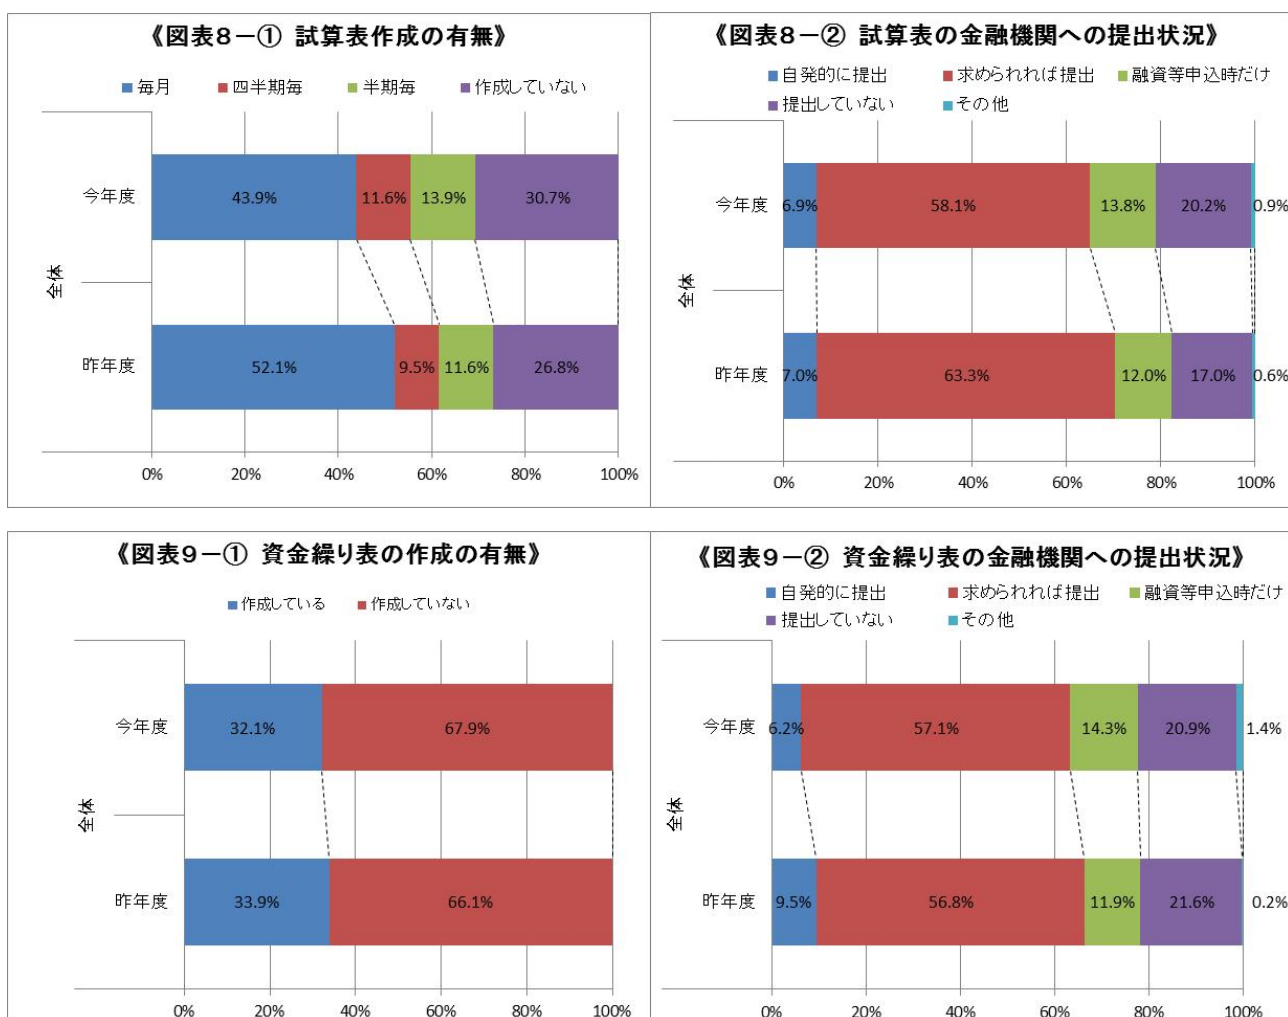 《図表8-① 試算表作成の有無》
毎月 四半期毎 半期毎 作成していない
今年度 43.9% 11.6% 13.9% 30.7%
全体
昨年度 52.1% 9.5% 11.6% 26.8%
0% 20% 40% 60% 80% 100%
《図表8-② 試算表の金融機関への提出状況》
自発的に提出 求められれば提出 融資等申込時だけ
提出していない その他
今年度 6.9% 58.1% 13.8% 20.2% 0.9%
全体
昨年度 7.0% 63.3% 12.0% 17.0% 0.6%
0% 20% 40% 60% 80% 100%
《図表9-① 資金繰り表の作成の有無》
作成している 作成していない
今年度 32.1% 67.9%
全体
昨年度 33.9% 66.1%
0% 20% 40% 60% 80% 100%
《図表9-② 資金繰り表の金融機関への提出状況》
自発的に提出 求められれば提出 融資等申込時だけ
提出していない その他
今年度 6.2% 57.1% 14.3% 20.9% 1.4%
全体
昨年度 9.5% 56.8% 11.9% 21.6% 0.2%
0% 20% 40% 60% 80% 100%